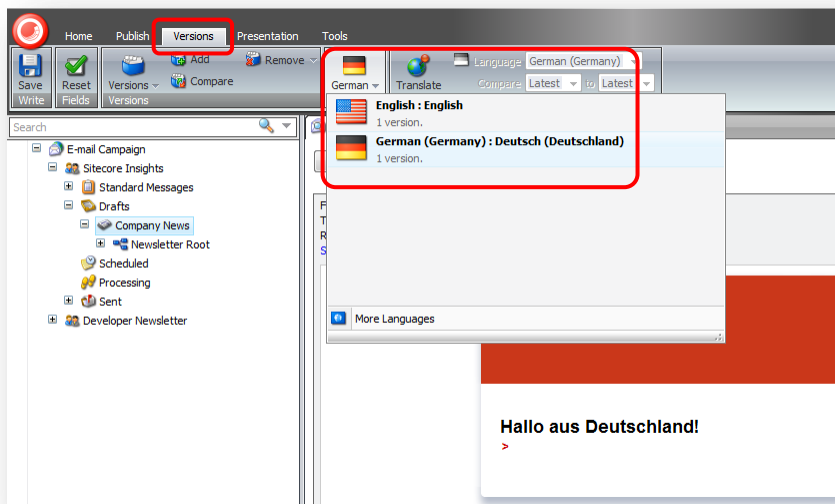 Home Publish Versions Presentation Tools
Save
Write
Reset
Fields
Versions
Add
Compare
Remove
Versions
German
Translate
Language German (Germany)
Compare Latest to Latest
Search
E-mail Campaign
Sitecore Insights
Standard Messages
Drafts
Company News
Newsletter Root
Scheduled
Processing
Sent
Developer Newsletter
English : English
1 version.
German (Germany) : Deutsch (Deutschland)
1 version.
More Languages
F
T
R
S
Hallo aus Deutschland!
>